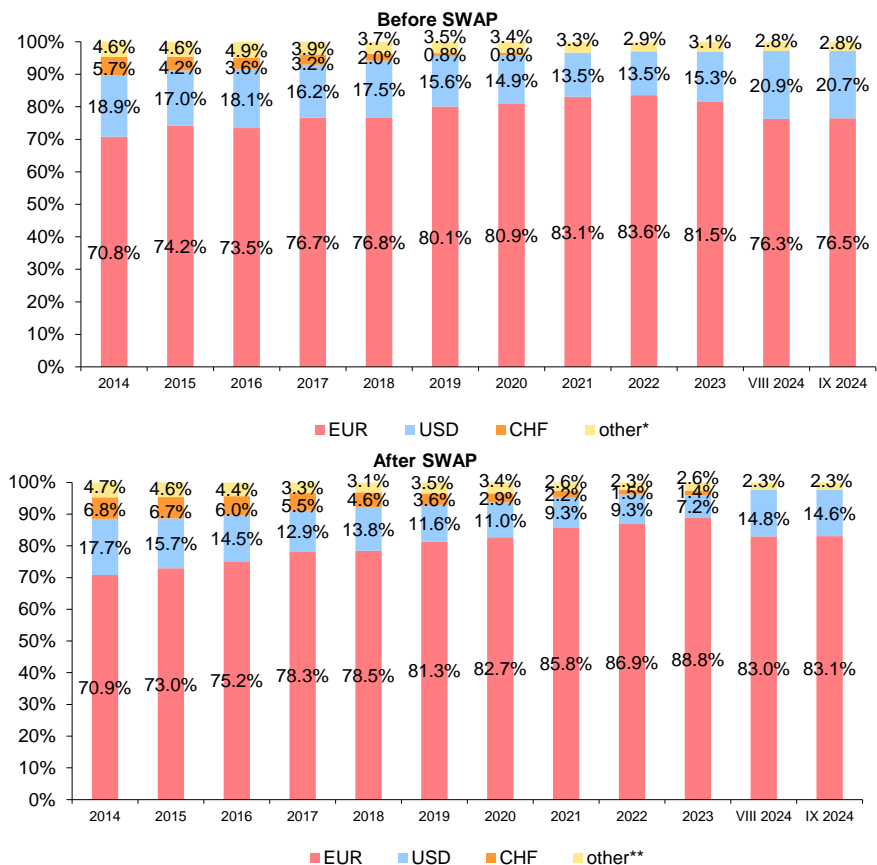 Before SWAP
100%
90%
80%
70%
60%
50%
40%
30%
20%
10%
0%
4.6% 4.6% 4.9% 3.9% 3.7% 3.5% 3.4% 3.3% 2.9% 3.1% 2.8% 2.8%
5.7% 4.2% 3.6% 3.2% 2.0% 0.8% 0.8%
18.9% 17.0% 18.1% 16.2% 17.5% 15.6% 14.9% 13.5% 13.5% 15.3% 20.9% 20.7%
70.8% 74.2% 73.5% 76.7% 76.8% 80.1% 80.9% 83.1% 83.6% 81.5% 76.3% 76.5%
2014 2015 2016 2017 2018 2019 2020 2021 2022 2023 VIII 2024 IX 2024
EUR USD CHF other*
After SWAP
100%
90%
80%
70%
60%
50%
40%
30%
20%
10%
0%
4.7% 4.6% 4.4% 3.3% 3.1% 3.5% 3.4% 2.6% 2.3% 2.6% 2.3% 2.3%
6.8% 6.7% 6.0% 5.5% 4.6% 3.6% 2.9% 2.2% 1.5% 1.4%
17.7% 15.7% 14.5% 12.9% 13.8% 11.6% 11.0% 9.3% 9.3% 7.2% 14.8% 14.6%
70.9% 73.0% 75.2% 78.3% 78.5% 81.3% 82.7% 85.8% 86.9% 88.8% 83.0% 83.1%
2014 2015 2016 2017 2018 2019 2020 2021 2022 2023 VIII 2024 IX 2024
EUR USD CHF other**